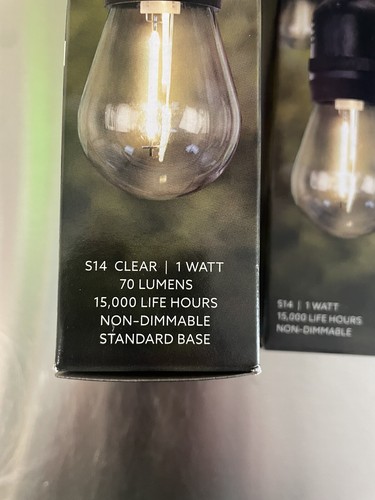 S14 CLEAR | 1 WATT
70 LUMENS
15,000 LIFE HOURS
NON-DIMMABLE
STANDARD BASE
S14 | 1 WATT
15,000 LIFE HOURS
NON-DIMMABLE